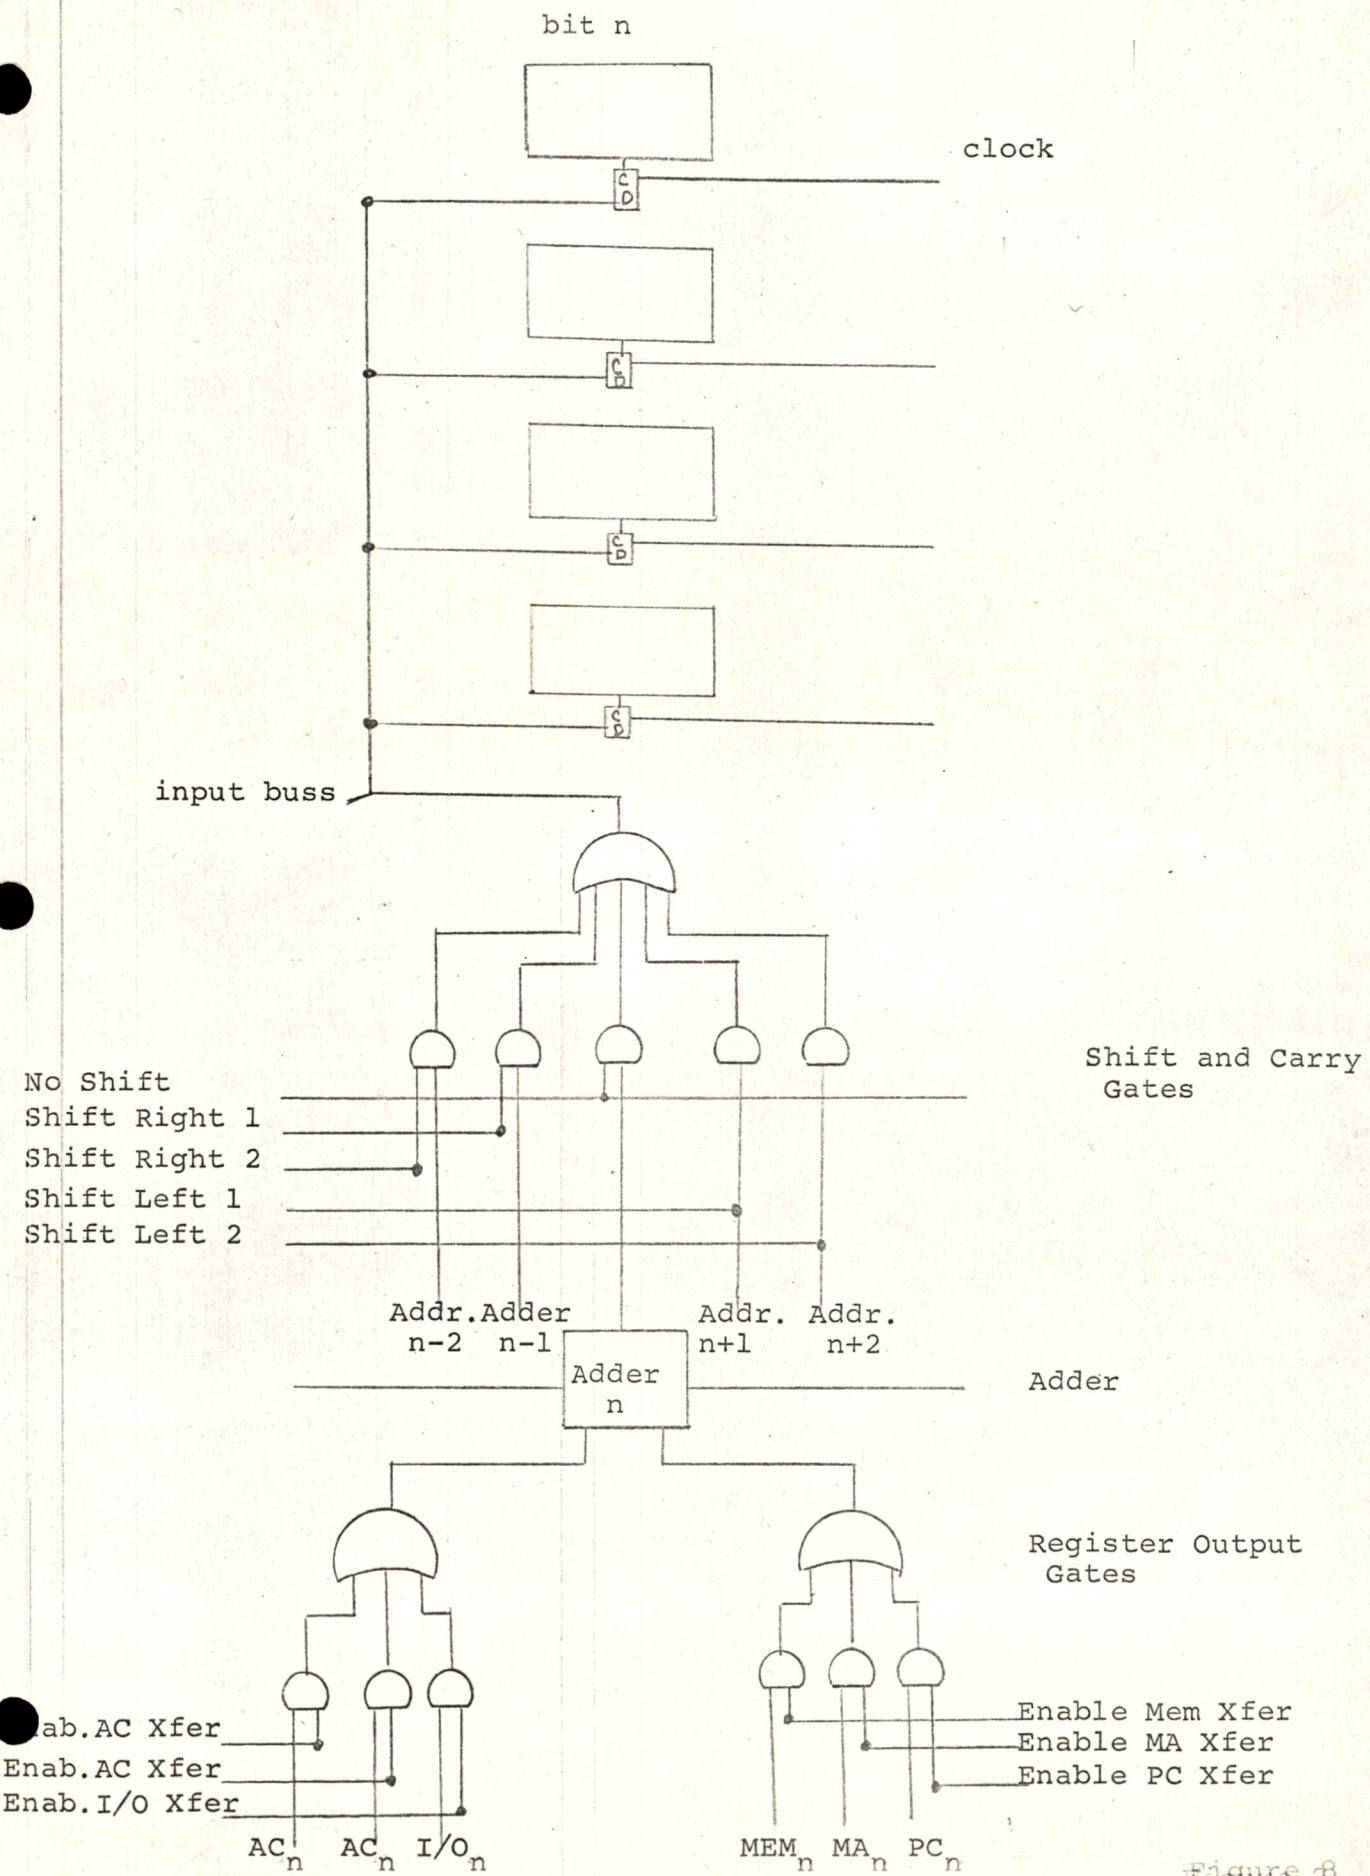 bit n
clock
C
D
C
D
C
D
C
D
input buss
Shift and Carry
Gates
No Shift
Shift Right 1
Shift Right 2
Shift Left 1
Shift Left 2
Addr. Adder Addr. Addr.
n-2 n-1 n+1 n+2
Adder
n
Adder
Register Output
Gates
ab.AC Xfer
Enab.AC Xfer
Enab.I/O Xfer
Enable Mem Xfer
Enable MA Xfer
Enable PC Xfer
ACn ACn I/On MEMn MAn PCn
Figure 8